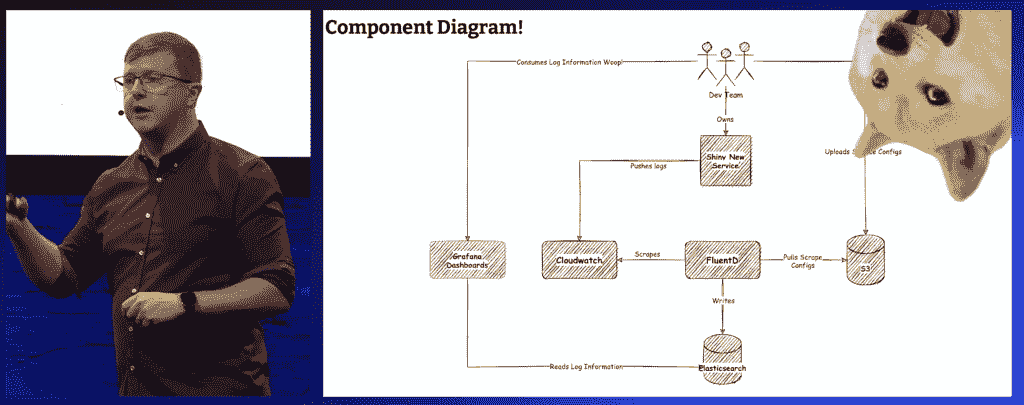 Component Diagram!
Consumes Log Information Woop!
Dev Team
Owns
Uploads S  e Configs
Shiny New
Service
Pushes logs
Grafana
Dashboards
Cloudwatch
Scrapes
FluentD
Pulls Scrape
Configs
S3
Writes
Elasticsearch
Reads Log Information